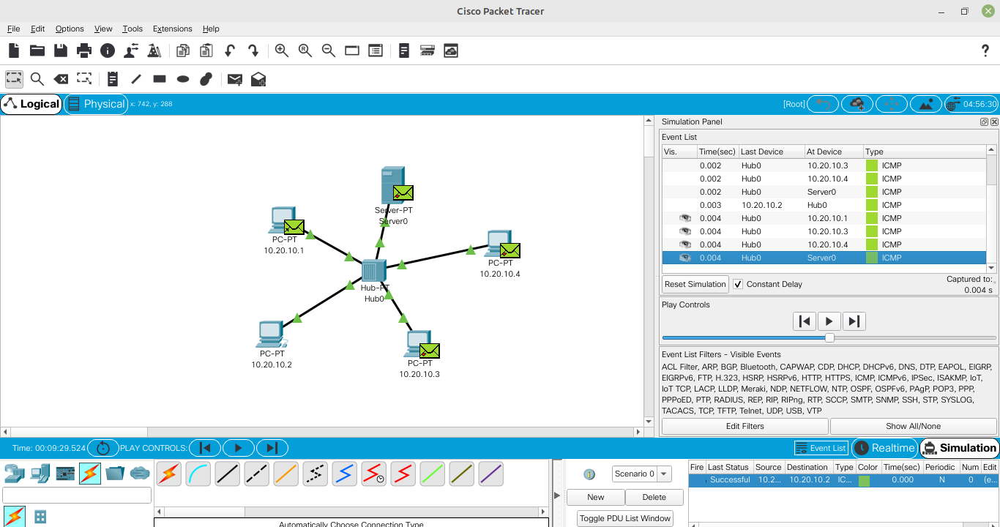 Cisco Packet Tracer
File Edit Options View Tools Extensions Help
Logical Physical x: 742, y: 288 [Root] 04:56:30
Server-PT
Server0
PC-PT
10.20.10.1
PC-PT
10.20.10.4
Hub-PT
Hub0
PC-PT
10.20.10.2
PC-PT
10.20.10.3
Simulation Panel
Event List
Vis. Time(sec) Last Device At Device Type
0.002 Hub0 10.20.10.3 ICMP
0.002 Hub0 10.20.10.4 ICMP
0.002 Hub0 Server0 ICMP
0.003 10.20.10.2 Hub0 ICMP
0.004 Hub0 10.20.10.1 ICMP
0.004 Hub0 10.20.10.3 ICMP
0.004 Hub0 10.20.10.4 ICMP
0.004 Hub0 Server0 ICMP
Reset Simulation Constant Delay Captured to:
0.004 s
Play Controls
Event List Filters - Visible Events
ACL Filter, ARP, BGP, Bluetooth, CAPWAP, CDP, DHCP, DHCPv6, DNS, DTP, EAPOL, EIGRP,
EIGRPv6, FTP, H.323, HSRP, HSRPv6, HTTP, HTTPS, ICMP, ICMPv6, IPSec, ISAKMP, IoT,
IoT TCP, LACP, LLDP, Meraki, NDP, NETFLOW, NTP, OSPF, OSPFv6, PAgP, POP3, PPP,
PPPoED, PTP, RADIUS, REP, RIP, RIPng, RTP, SCCP, SMTP, SNMP, SSH, STP, SYSLOG,
TACACS, TCP, TFTP, Telnet, UDP, USB, VTP
Edit Filters Show All/None
Time: 00:09:29.524 PLAY CONTROLS: Event List Realtime Simulation
Automatically Choose Connection Type
Scenario 0
New Delete
Toggle PDU List Window
Fire Last Status Source Destination Type Color Time(sec) Periodic Num Edit
Successful 10.2... 10.20.10.2 IC... 0.000 N 0 (e...